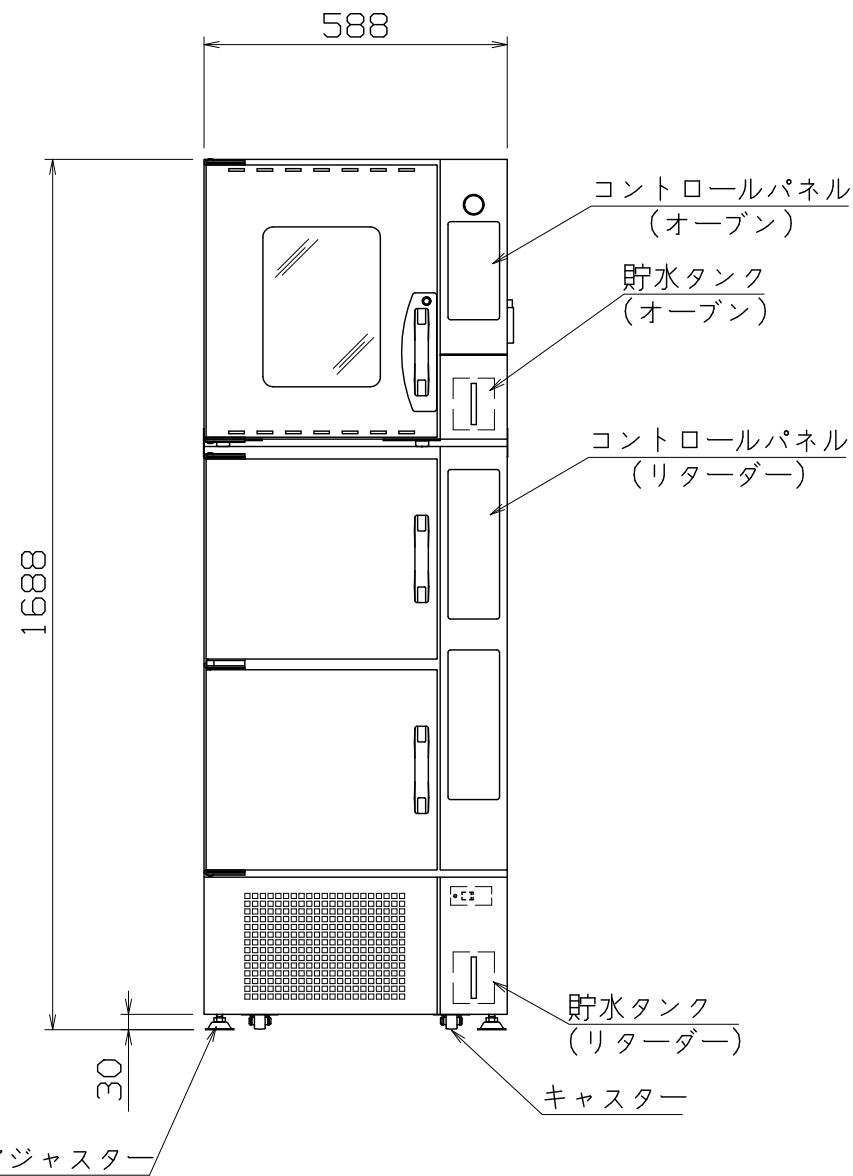 588
コントロールパネル
(オーブン)
貯水タンク
(オーブン)
コントロールパネル
(リターダー)
1688
貯水タンク
(リターダー)
30
キャスター
ジャスター